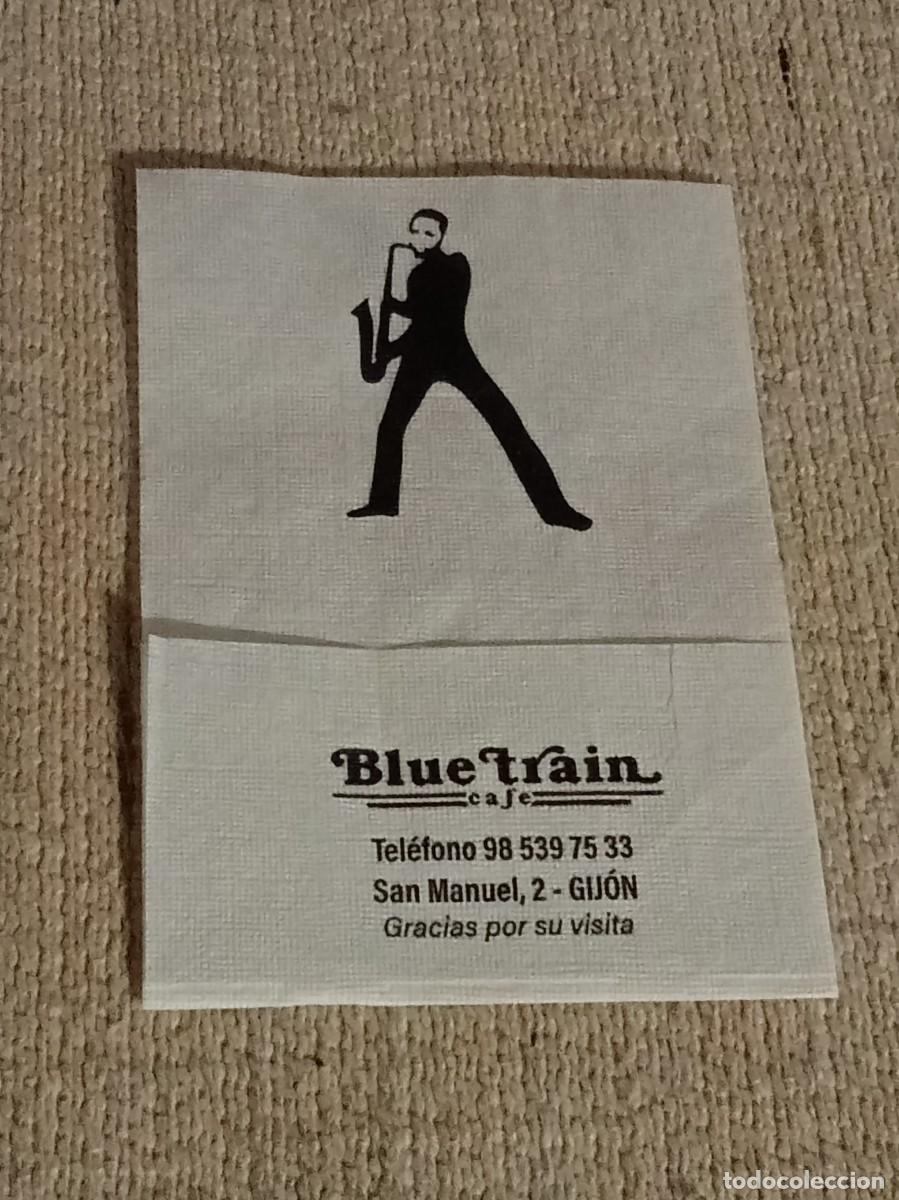 Blue train
cafe
Teléfono 98 539 75 33
San Manuel, 2 - GIJÓN
Gracias por su visita
todocoleccion